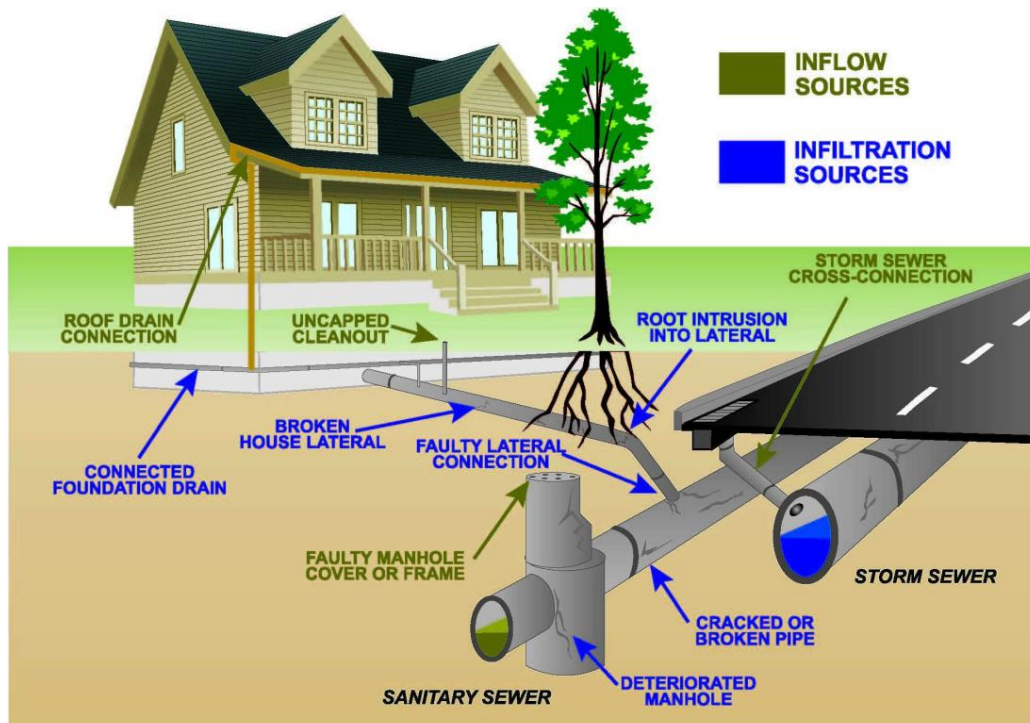 INFLOW
SOURCES
INFILTRATION
SOURCES
STORM SEWER
CROSS-CONNECTION
ROOF DRAIN
CONNECTION
UNCAPPED
CLEANOUT
ROOT INTRUSION
INTO LATERAL
BROKEN
HOUSE LATERAL
FAULTY LATERAL
CONNECTION
CONNECTED
FOUNDATION DRAIN
FAULTY MANHOLE
COVER OR FRAME
STORM SEWER
CRACKED OR
BROKEN PIPE
DETERIORATED
MANHOLE
SANITARY SEWER